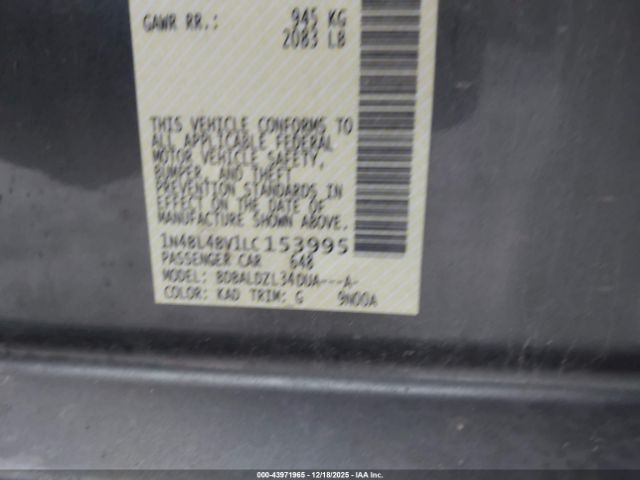 GAWR RR.: 945 KG
2083 LB
THIS VEHICLE CONFORMS TO
ALL APPLICABLE FEDERAL
MOTOR VEHICLE SAFETY,
BUMPER, AND THEFT
PREVENTION STANDARDS IN
EFFECT ON THE DATE OF
MANUFACTURE SHOWN ABOVE.
1N4BL4BV1LC153995
PASSENGER CAR 648
MODEL: BDBALDZL34DUA---A-
COLOR: KAD TRIM: G 9N00A
000-43971965 - 12/18/2025 - IAA Inc.